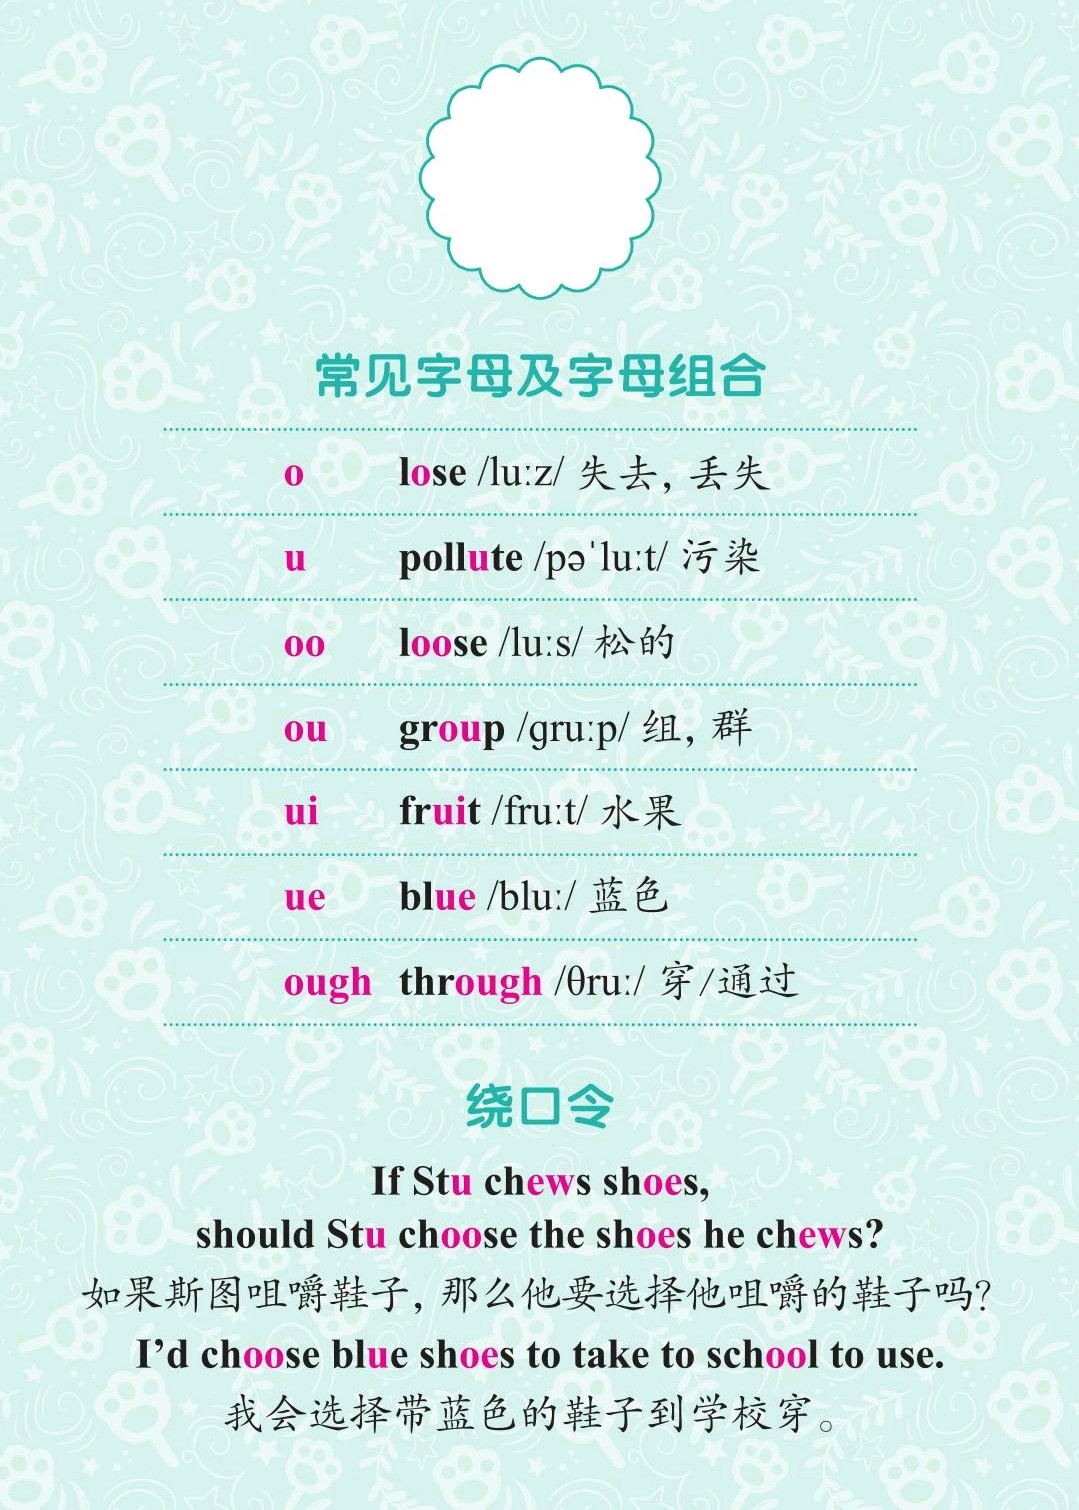 常见字母及字母组合
o lose /luːz/ 失去，丢失
u pollute /pəˈluːt/ 污染
oo loose /luːs/ 松的
ou group /ɡruːp/ 组，群
ui fruit /fruːt/ 水果
ue blue /bluː/ 蓝色
ough through /θruː/ 穿/通过
绕口令
If Stu chews shoes,
should Stu choose the shoes he chews?
如果斯图咀嚼鞋子，那么他要选择他咀嚼的鞋子吗？
I’d choose blue shoes to take to school to use.
我会选择带蓝色的鞋子到学校穿。